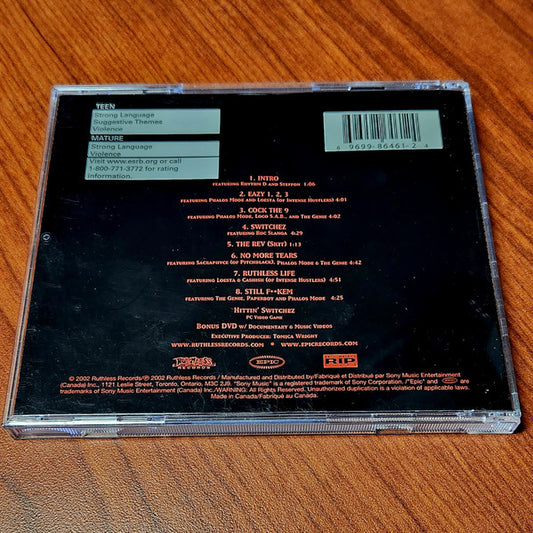 TEEN
Strong Language
Suggestive Themes
Violence
MATURE
Strong Language
Violence
Visit www.esrb.org or call
1-800-771-3772 for rating
information.
6 9699-86461-2 4
1. Intro
featuring Rhythm D and Steffon 1:06
2. Eazy 1, 2, 3
featuring Phalos Mode and Loesta (of Intense Hustlers) 4:01
3. Cock the 9
featuring Phalos Mode, Loco S.A.B., and The Genie 4:02
4. Switchez
featuring Roc Slanga 4:29
5. The Rev (Skit) 1:13
6. No More Tears
featuring Sacraphyce (of Pitchblack), Phalos Mode & The Genie 4:42
7. Ruthless Life
featuring Loesta & Cashish (of Intense Hustlers) 4:51
8. Still F**kem
featuring The Genie, Paperboy and Phalos Mode 4:25
Hittin' Switchez
PC Video Game
Bonus DVD w/ Documentary & Music Videos
Executive Producer: Tomica Wright
www.ruthlessrecords.com www.epicrecords.com
Ruthless
RECORDS
EPIC
RIP
© 2002 Ruthless Records/℗ 2002 Ruthless Records / Manufactured and Distributed by/Fabriqué et Distribué par Sony Music Entertainment
(Canada) Inc., 1121 Leslie Street, Toronto, Ontario, M3C 2J9. "Sony Music" is a registered trademark of Sony Corporation. /"Epic" and epic are
trademarks of Sony Music Entertainment (Canada) Inc./WARNING: All Rights Reserved. Unauthorized duplication is a violation of applicable laws.
Made in Canada/Fabriqué au Canada.